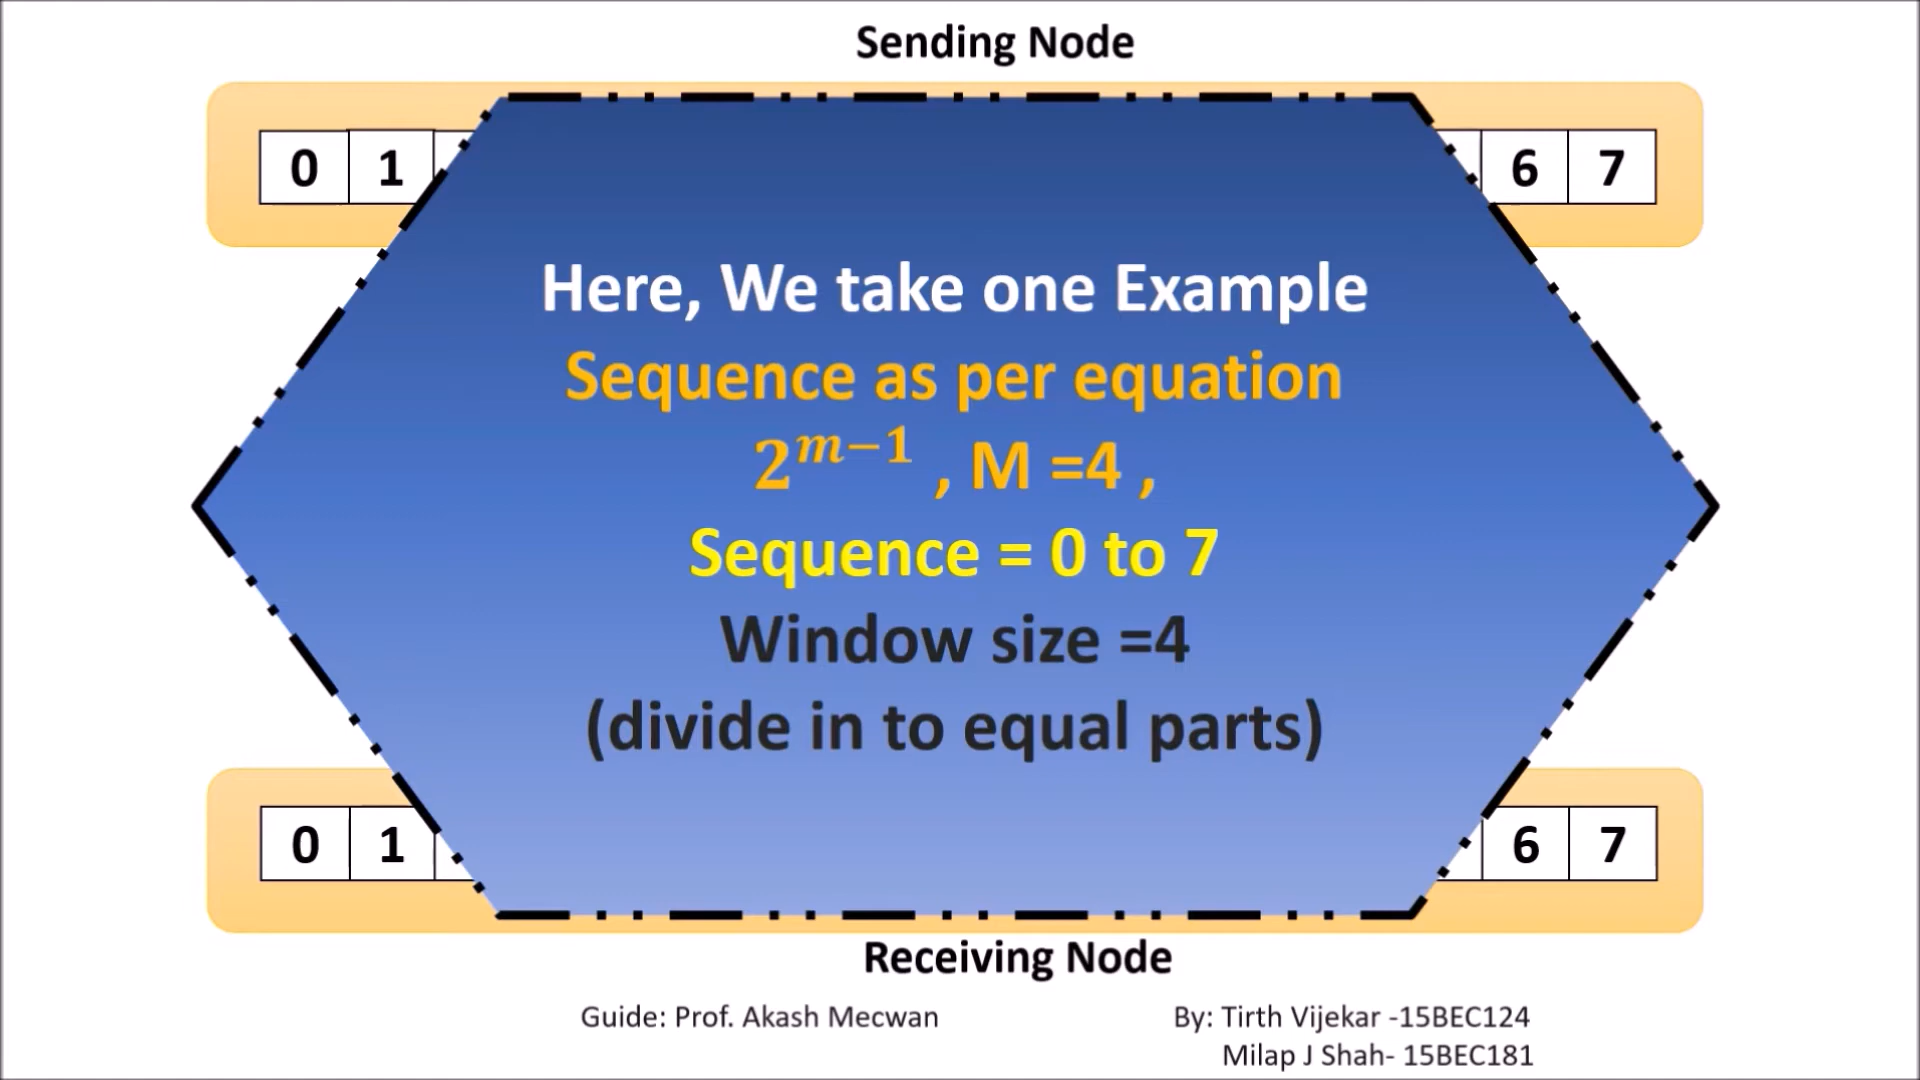 Sending Node
0 1 6 7
Here, We take one Example
Sequence as per equation
2^{m-1} , M =4 ,
Sequence = 0 to 7
Window size =4
(divide in to equal parts)
0 1 6 7
Receiving Node
Guide: Prof. Akash Mecwan
By: Tirth Vijekar -15BEC124
Milap J Shah- 15BEC181